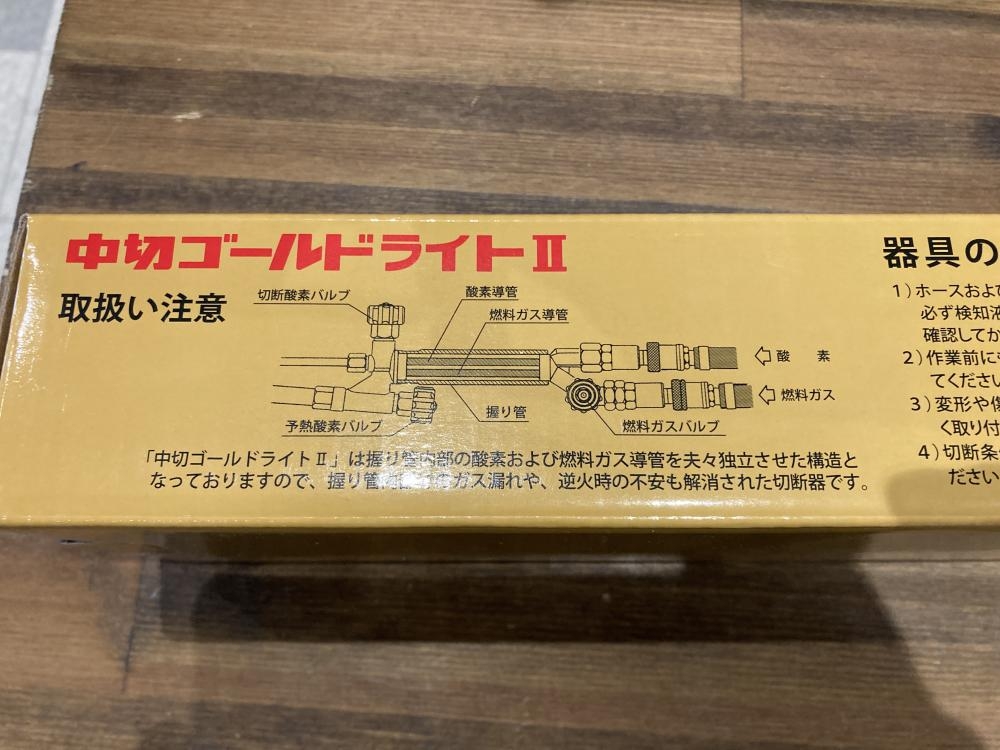 中切ゴールドライトⅡ
取扱い注意
切断酸素バルブ
酸素導管
燃料ガス導管
酸 素
燃料ガス
握り管
予熱酸素バルブ
燃料ガスバルブ
「中切ゴールドライトⅡ」は握り管内部の酸素および燃料ガス導管を夫々独立させた構造と
なっておりますので、握り管 ガス漏れや、逆火時の不安も解消された切断器です。
器具の
1)ホースおよ
必ず検知
確認してか
2)作業前に
てください
3)変形や
く取り付
4)切断条
ださい